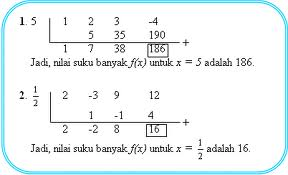 1. 5 | 1 2 3 -4
5 35 190
+
1 7 38 186
Jadi, nilai suku banyak f(x) untuk x = 5 adalah 186.
2. 1/2 | 2 -3 9 12
1 -1 4
+
2 -2 8 16
Jadi, nilai suku banyak f(x) untuk x = 1/2 adalah 16.